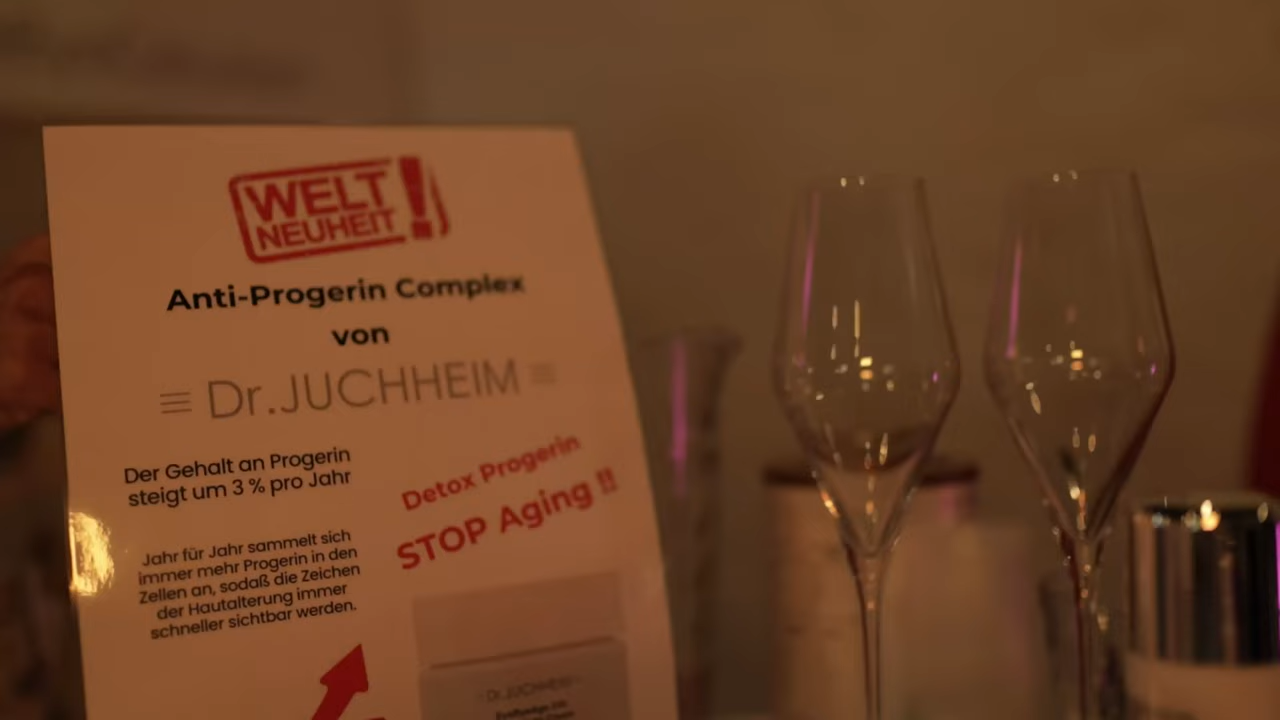 WELT
NEUHEIT!
Anti-Progerin Complex
von
Dr.JUCHHEIM
Der Gehalt an Progerin
steigt um 3 % pro Jahr
Detox Progerin
STOP Aging !!
Jahr für Jahr sammelt sich
immer mehr Progerin in den
Zellen an, sodaß die Zeichen
der Hautalterung immer
schneller sichtbar werden.
Dr.JUCHHEIM